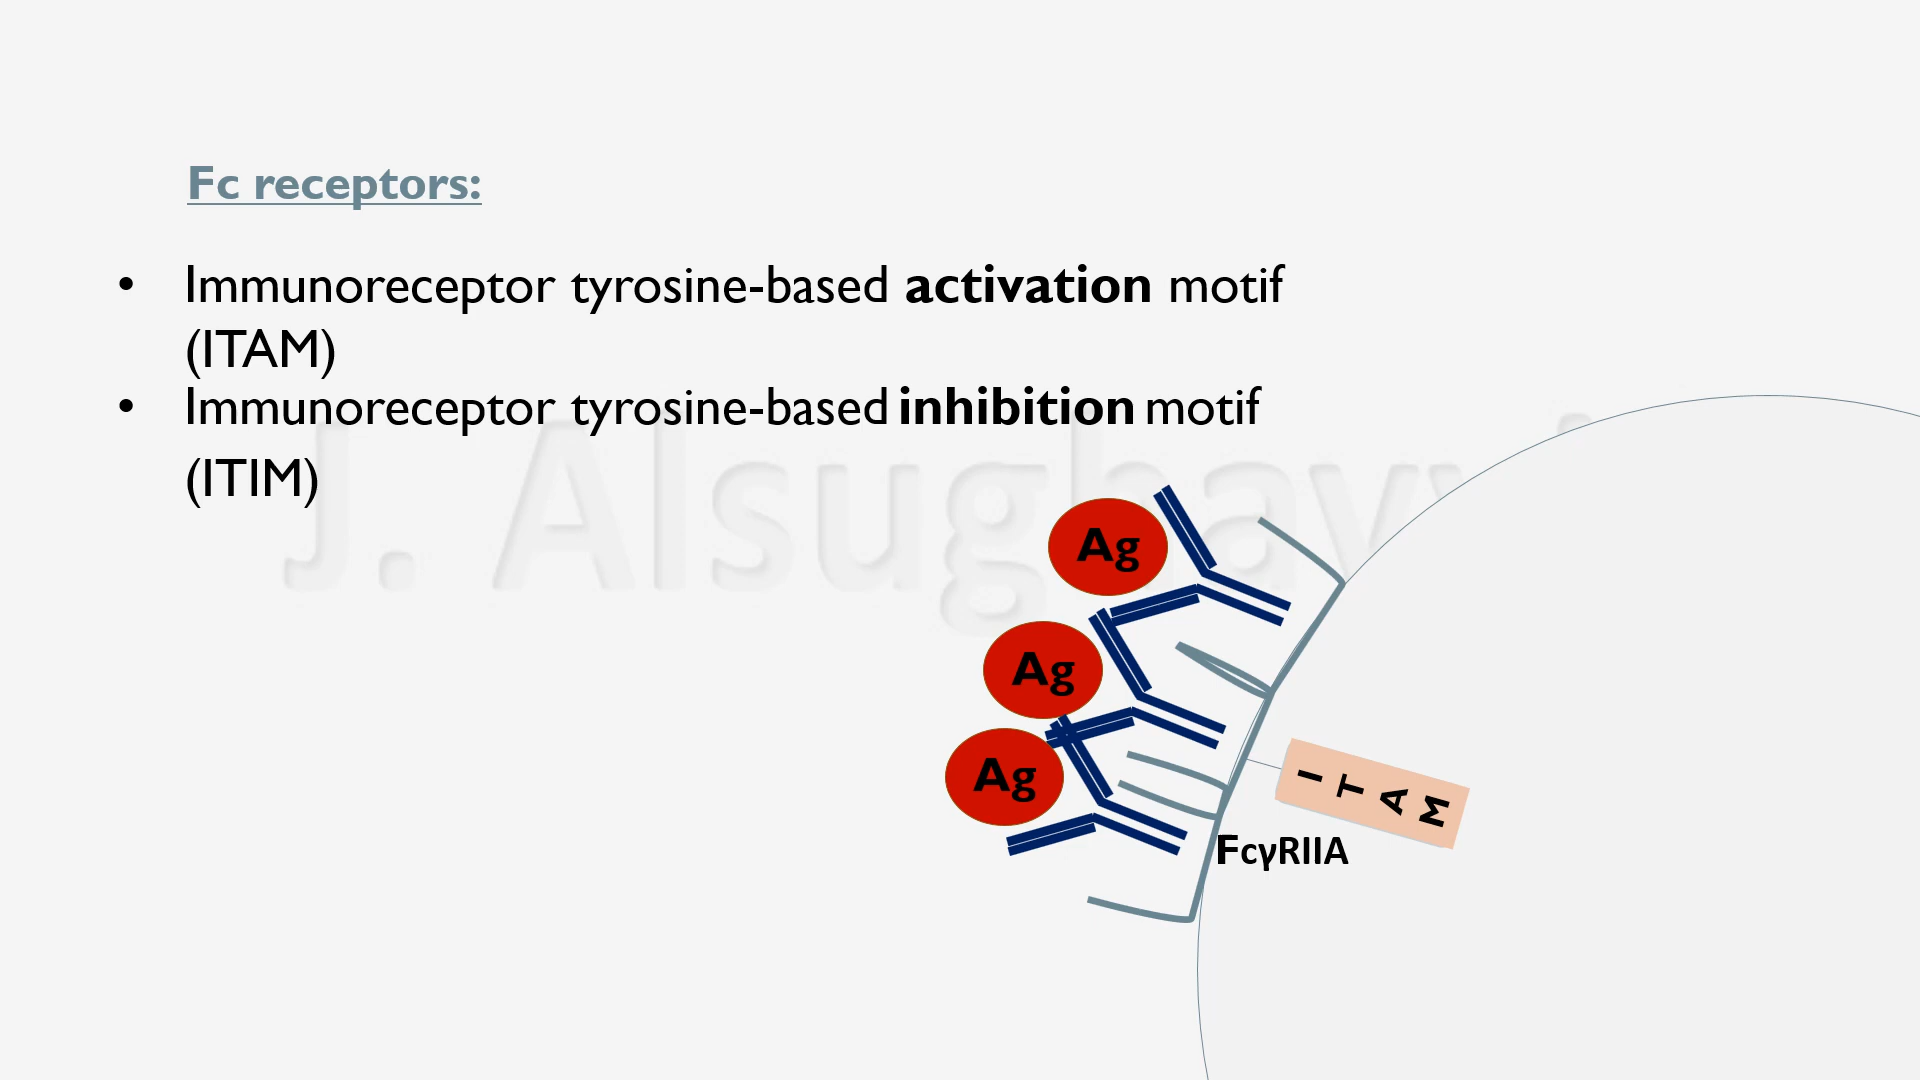 Fc receptors:
• Immunoreceptor tyrosine-based activation motif
(ITAM)
• Immunoreceptor tyrosine-based inhibition motif
(ITIM)
J. Alsughayyi
Ag
Ag
Ag
ITAM
FcγRIIA